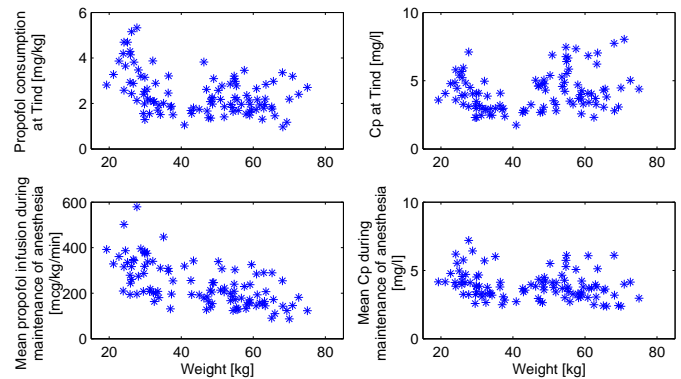 Propofol consumption
at Tind [mg/kg]
6
4
2
0
20 40 60 80
Cp at Tind [mg/l]
10
5
0
20 40 60 80
Mean propofol infusion during
maintenance of anesthesia
[mcg/kg/min]
600
400
200
0
20 40 60 80
Weight [kg]
Mean Cp during
maintenance of anesthesia
[mg/l]
10
5
0
20 40 60 80
Weight [kg]